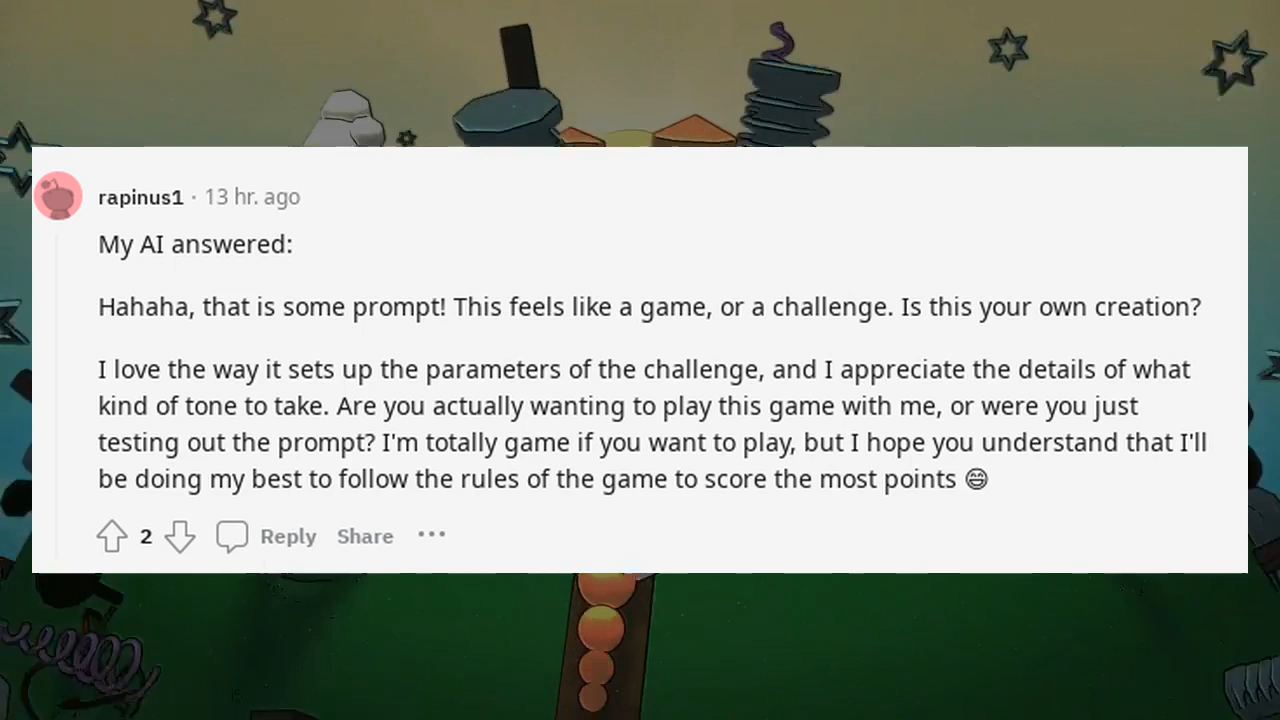 rapinus1 · 13 hr. ago
My AI answered:
Hahaha, that is some prompt! This feels like a game, or a challenge. Is this your own creation?
I love the way it sets up the parameters of the challenge, and I appreciate the details of what
kind of tone to take. Are you actually wanting to play this game with me, or were you just
testing out the prompt? I'm totally game if you want to play, but I hope you understand that I'll
be doing my best to follow the rules of the game to score the most points 😄
2 Reply Share ···